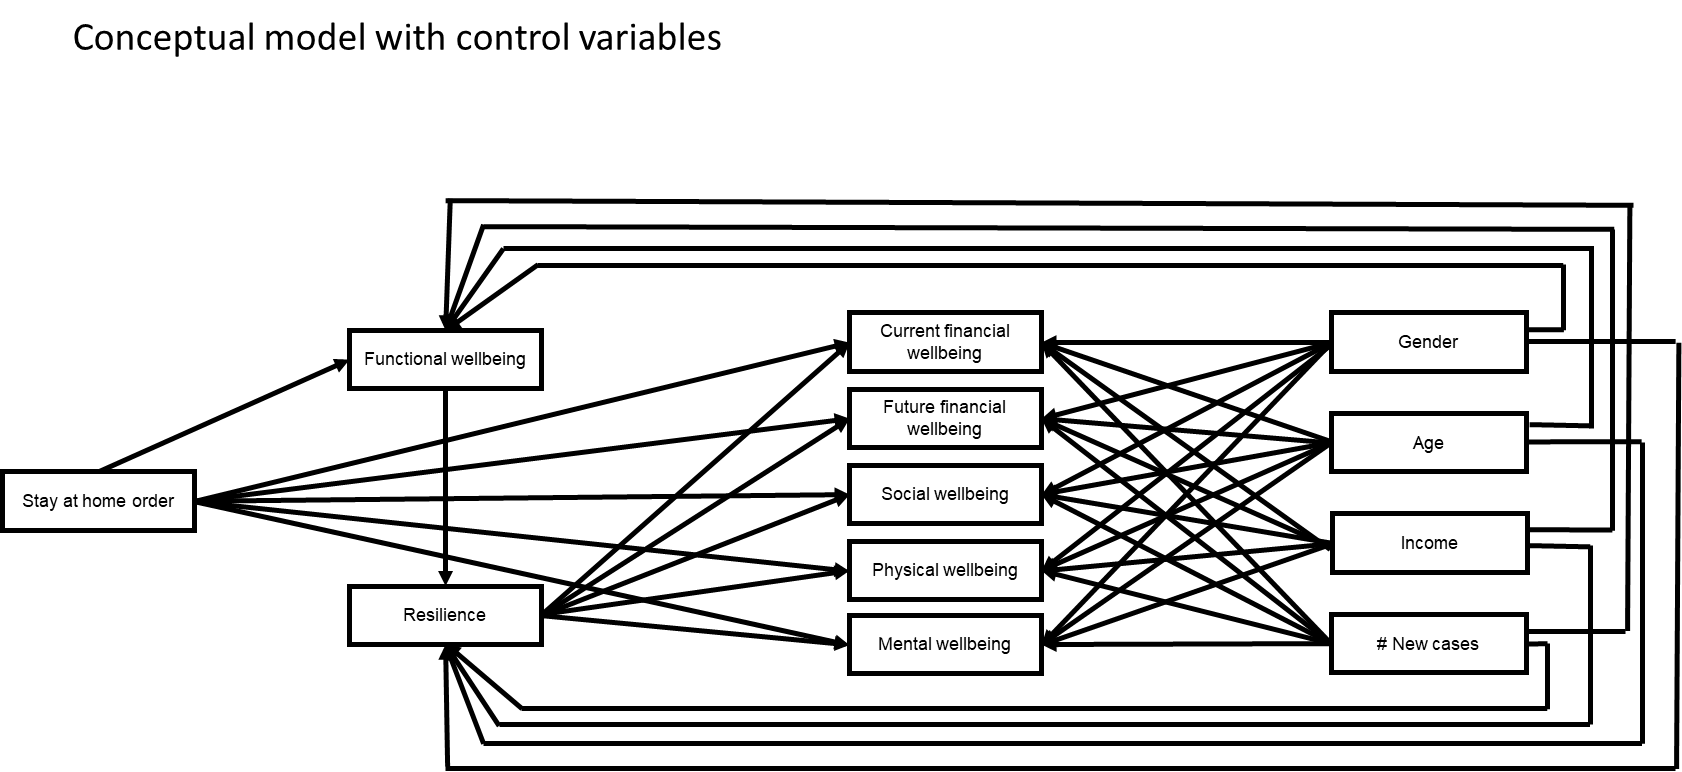 Conceptual model with control variables
Current financial
wellbeing
Gender
Functional wellbeing
Future financial
wellbeing
Age
Stay at home order
Social wellbeing
Income
Physical wellbeing
Resilience
Mental wellbeing
# New cases